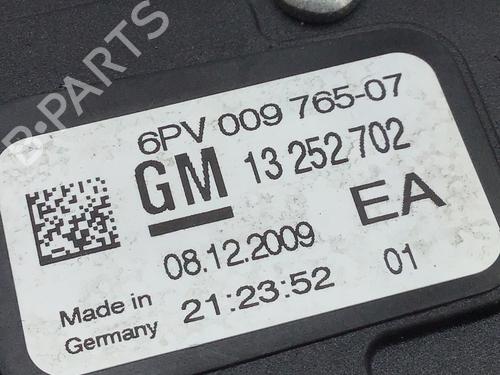 B-PARTS
6PV 009 765-07
GM 13 252 702
EA
08.12.2009
01
Made in
Germany
21:23:52